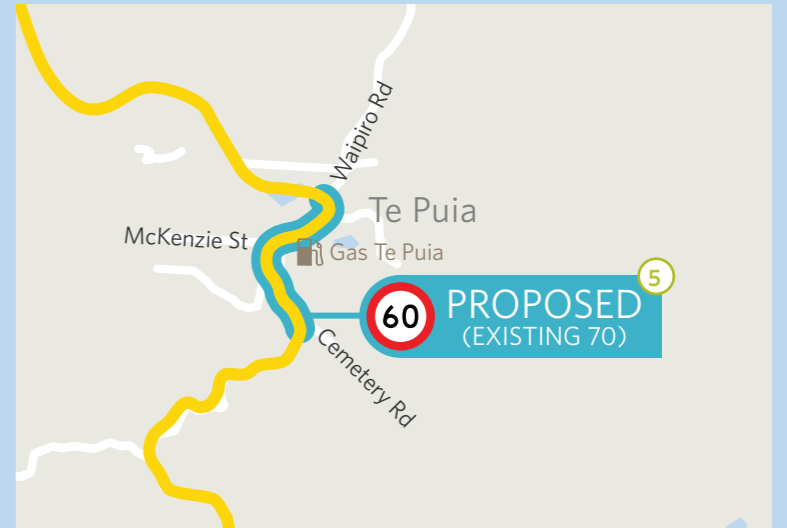 Waipiro Rd
Te Puia
McKenzie St
Gas Te Puia
5
60
PROPOSED
(EXISTING 70)
Cemetery Rd